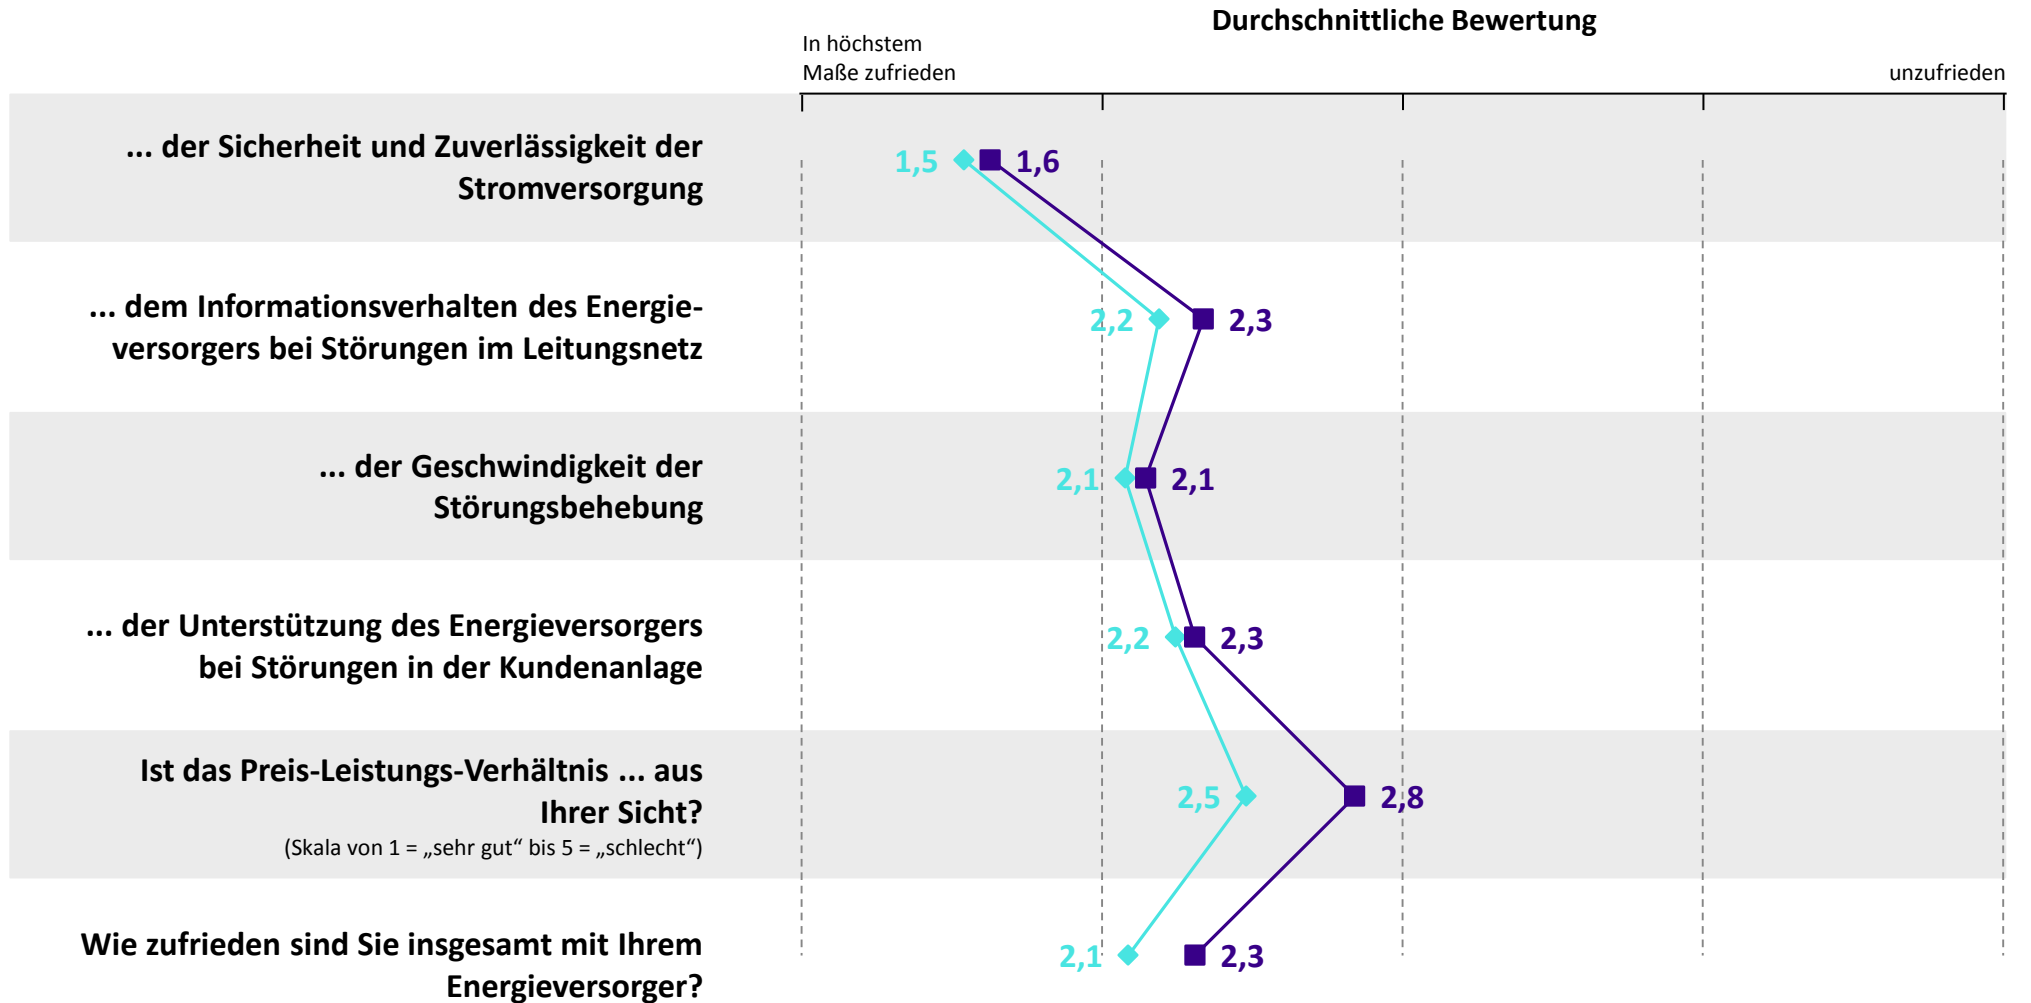 Durchschnittliche Bewertung
In höchstem
Maße zufrieden
unzufrieden
... der Sicherheit und Zuverlässigkeit der
Stromversorgung
1,5
1,6
... dem Informationsverhalten des Energie-
versorgers bei Störungen im Leitungsnetz
2,2
2,3
... der Geschwindigkeit der
Störungsbehebung
2,1
2,1
... der Unterstützung des Energieversorgers
bei Störungen in der Kundenanlage
2,2
2,3
Ist das Preis-Leistungs-Verhältnis ... aus
Ihrer Sicht?
(Skala von 1 = „sehr gut“ bis 5 = „schlecht“)
2,5
2,8
Wie zufrieden sind Sie insgesamt mit Ihrem
Energieversorger?
2,1
2,3